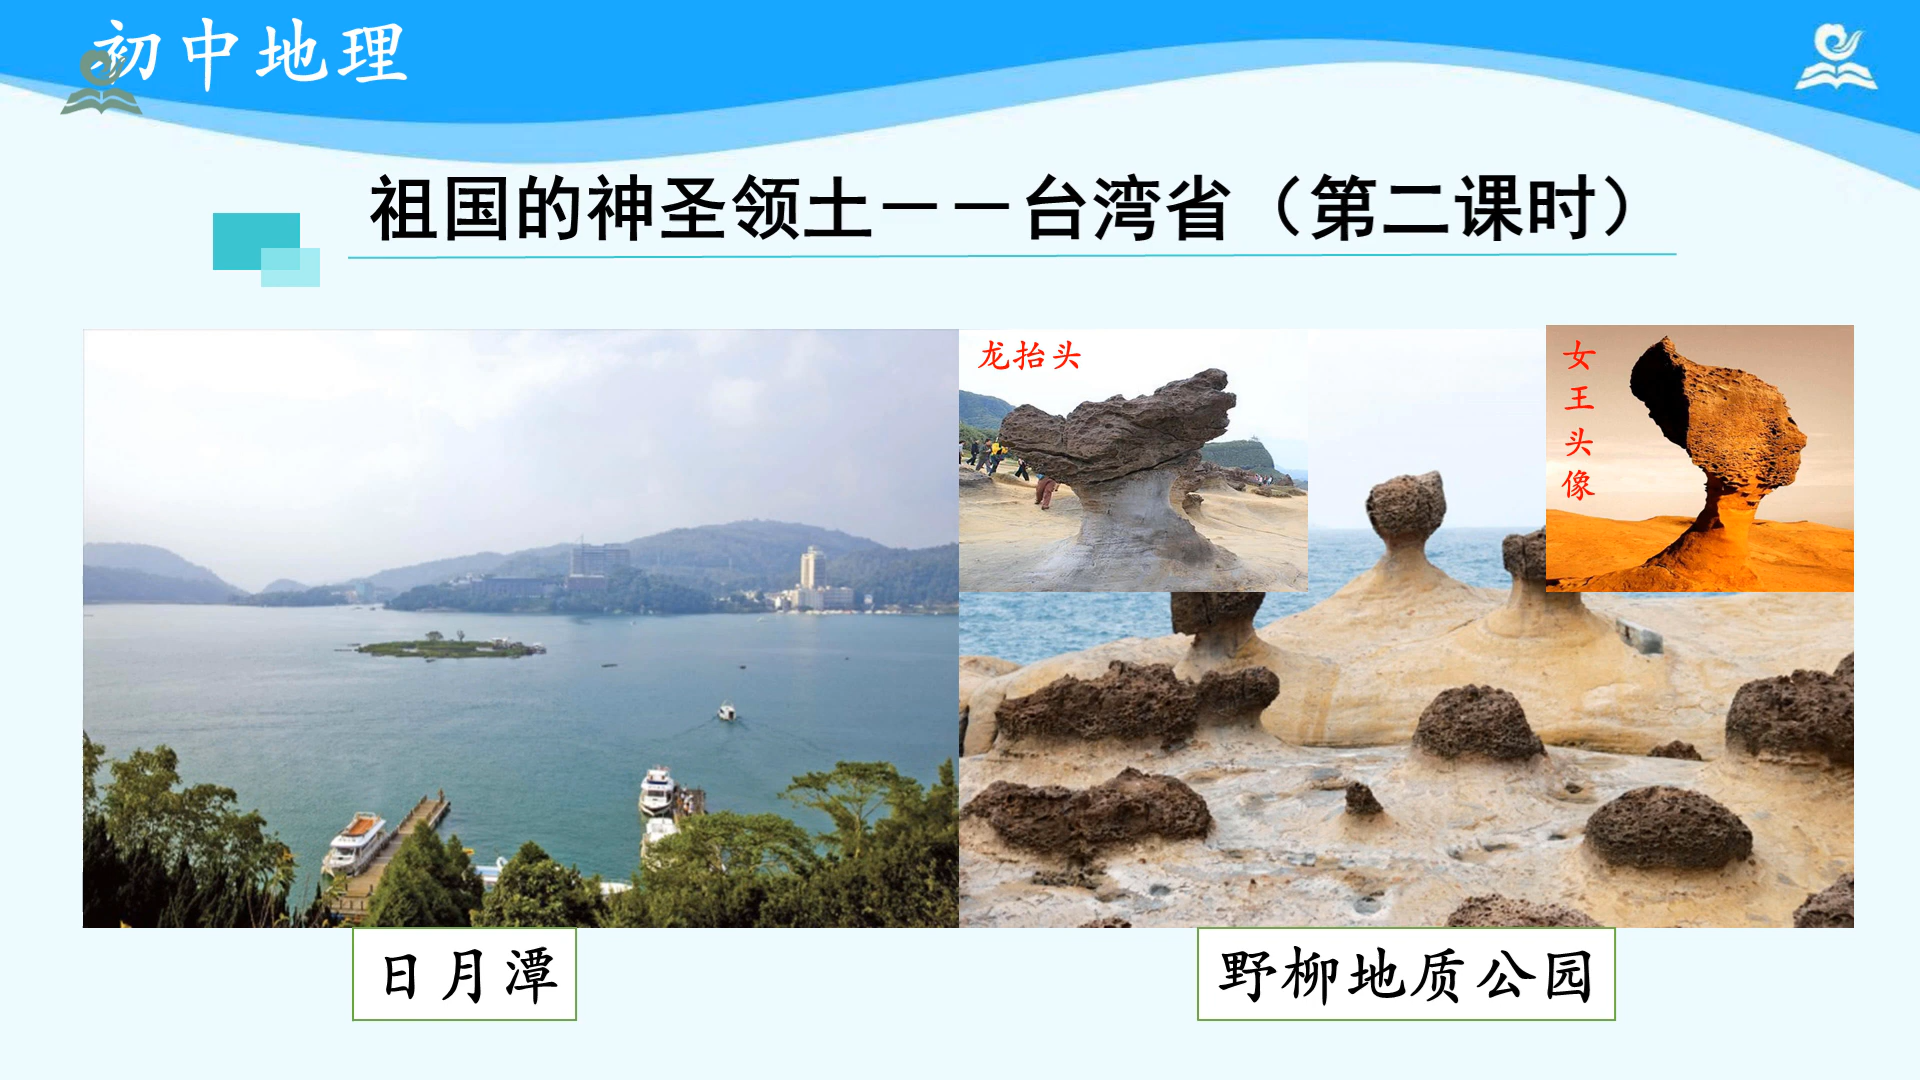 初中地理
祖国的神圣领土－－台湾省（第二课时）
龙抬头
女王头像
日月潭
野柳地质公园